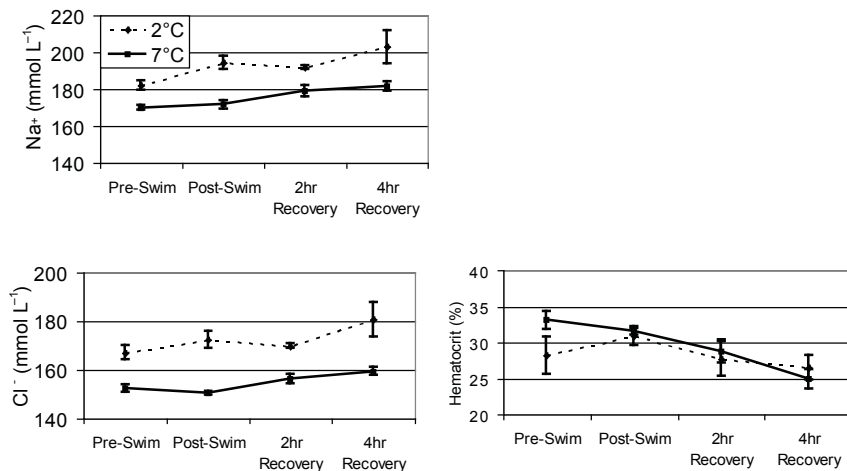 220
200
180
160
140
Na+ (mmol L–1)
2°C
7°C
Pre-Swim Post-Swim 2hr 4hr
Recovery Recovery
200
180
160
140
Cl - (mmol L–1)
Pre-Swim Post-Swim 2hr 4hr
Recovery Recovery
40
35
30
25
20
Hematocrit (%)
Pre-Swim Post-Swim 2hr 4hr
Recovery Recovery